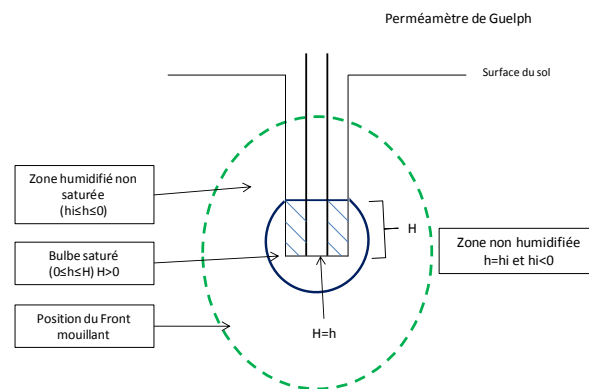 Perméamètre de Guelph
Surface du sol
Zone humidifié non
saturée
(hi≤h≤0)
Bulbe saturé
(0≤h≤H) H>0
Position du Front
mouillant
H
Zone non humidifiée
h=hi et hi<0
H=h